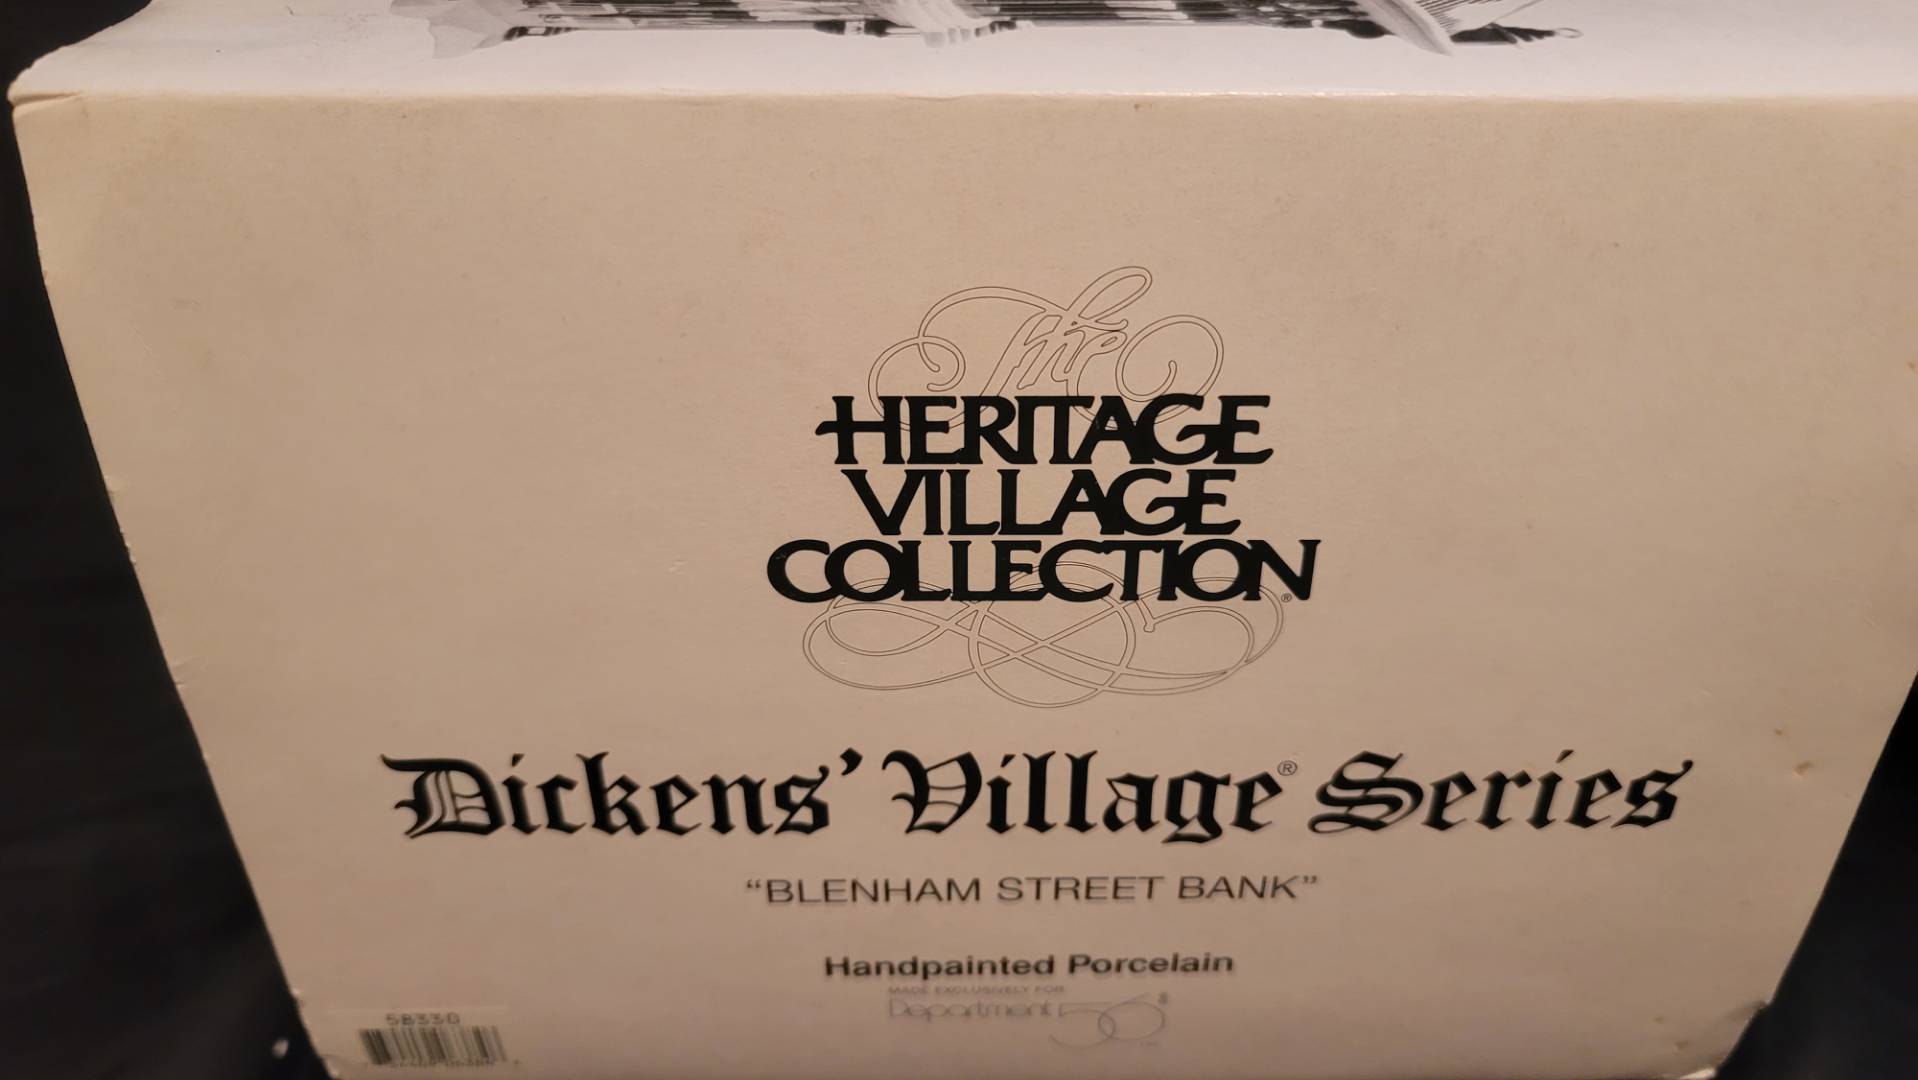 The
HERITAGE
VILLAGE
COLLECTION®
Dickens' Village® Series
“BLENHAM STREET BANK”
Handpainted Porcelain
MADE EXCLUSIVELY FOR
Department 56®
58330